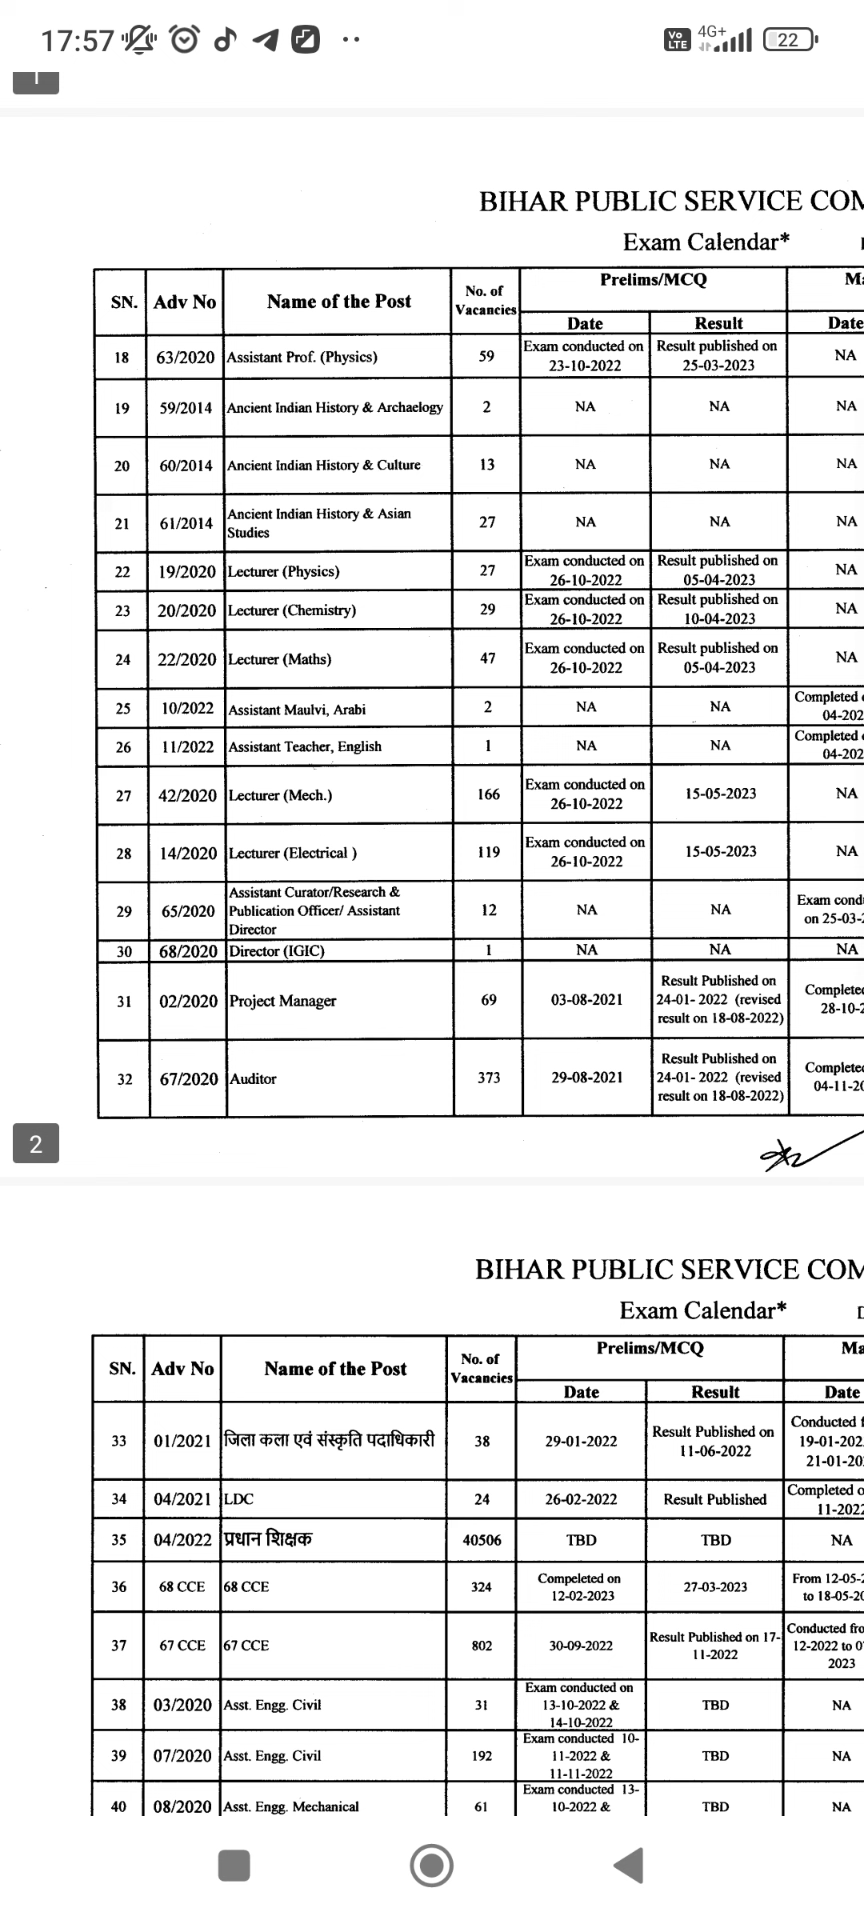 17:57
Vo LTE 4G+ 22
1
BIHAR PUBLIC SERVICE COM
Exam Calendar*
SN. Adv No Name of the Post No. of Vacancies Prelims/MCQ Ma
Date Result Date
18 63/2020 Assistant Prof. (Physics) 59 Exam conducted on 23-10-2022 Result published on 25-03-2023 NA
19 59/2014 Ancient Indian History & Archaelogy 2 NA NA NA
20 60/2014 Ancient Indian History & Culture 13 NA NA NA
21 61/2014 Ancient Indian History & Asian Studies 27 NA NA NA
22 19/2020 Lecturer (Physics) 27 Exam conducted on 26-10-2022 Result published on 05-04-2023 NA
23 20/2020 Lecturer (Chemistry) 29 Exam conducted on 26-10-2022 Result published on 10-04-2023 NA
24 22/2020 Lecturer (Maths) 47 Exam conducted on 26-10-2022 Result published on 05-04-2023 NA
25 10/2022 Assistant Maulvi, Arabi 2 NA NA Completed 04-202
26 11/2022 Assistant Teacher, English 1 NA NA Completed 04-202
27 42/2020 Lecturer (Mech.) 166 Exam conducted on 26-10-2022 15-05-2023 NA
28 14/2020 Lecturer (Electrical ) 119 Exam conducted on 26-10-2022 15-05-2023 NA
29 65/2020 Assistant Curator/Research & Publication Officer/ Assistant Director 12 NA NA Exam cond on 25-03-
30 68/2020 Director (IGIC) 1 NA NA NA
31 02/2020 Project Manager 69 03-08-2021 Result Published on 24-01- 2022 (revised result on 18-08-2022) Complete 28-10-
32 67/2020 Auditor 373 29-08-2021 Result Published on 24-01- 2022 (revised result on 18-08-2022) Complete 04-11-20
2
BIHAR PUBLIC SERVICE COM
Exam Calendar*
SN. Adv No Name of the Post No. of Vacancies Prelims/MCQ Ma
Date Result Date
33 01/2021 जिला कला एवं संस्कृति पदाधिकारी 38 29-01-2022 Result Published on 11-06-2022 Conducted 19-01-202 21-01-20
34 04/2021 LDC 24 26-02-2022 Result Published Completed o 11-2022
35 04/2022 प्रधान शिक्षक 40506 TBD TBD NA
36 68 CCE 68 CCE 324 Compeleted on 12-02-2023 27-03-2023 From 12-05- to 18-05-20
37 67 CCE 67 CCE 802 30-09-2022 Result Published on 17-11-2022 Conducted fro 12-2022 to 0 2023
38 03/2020 Asst. Engg. Civil 31 Exam conducted on 13-10-2022 & 14-10-2022 TBD NA
39 07/2020 Asst. Engg. Civil 192 Exam conducted 10-11-2022 & 11-11-2022 TBD NA
40 08/2020 Asst. Engg. Mechanical 61 Exam conducted 13-10-2022 & TBD NA